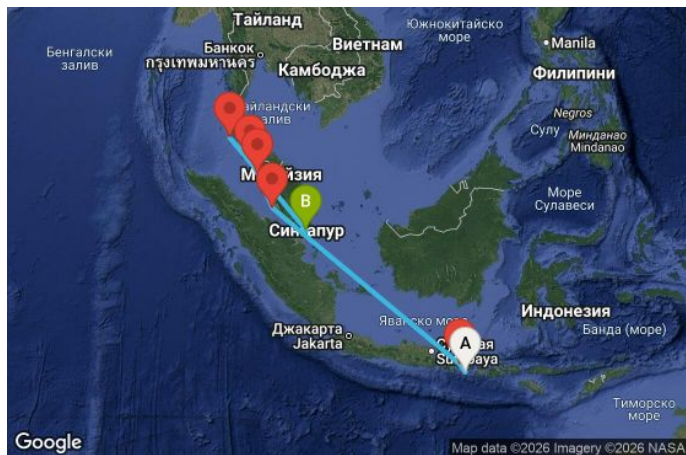 Тайланд
Бенгалски
залив
Банкок
กรุงเทพมหานคร
Южнокитайско
море
Виетнам
Камбоджа
Manila
Филипини
Negros
Сулу
Минданао
Mindanao
B
Сингапур
Море
Сулавеси
Индонезия
Джакарта
Jakarta
A
Банда (море)
Тиморско
море
Google
Map data ©2026 Imagery ©2026 NASA